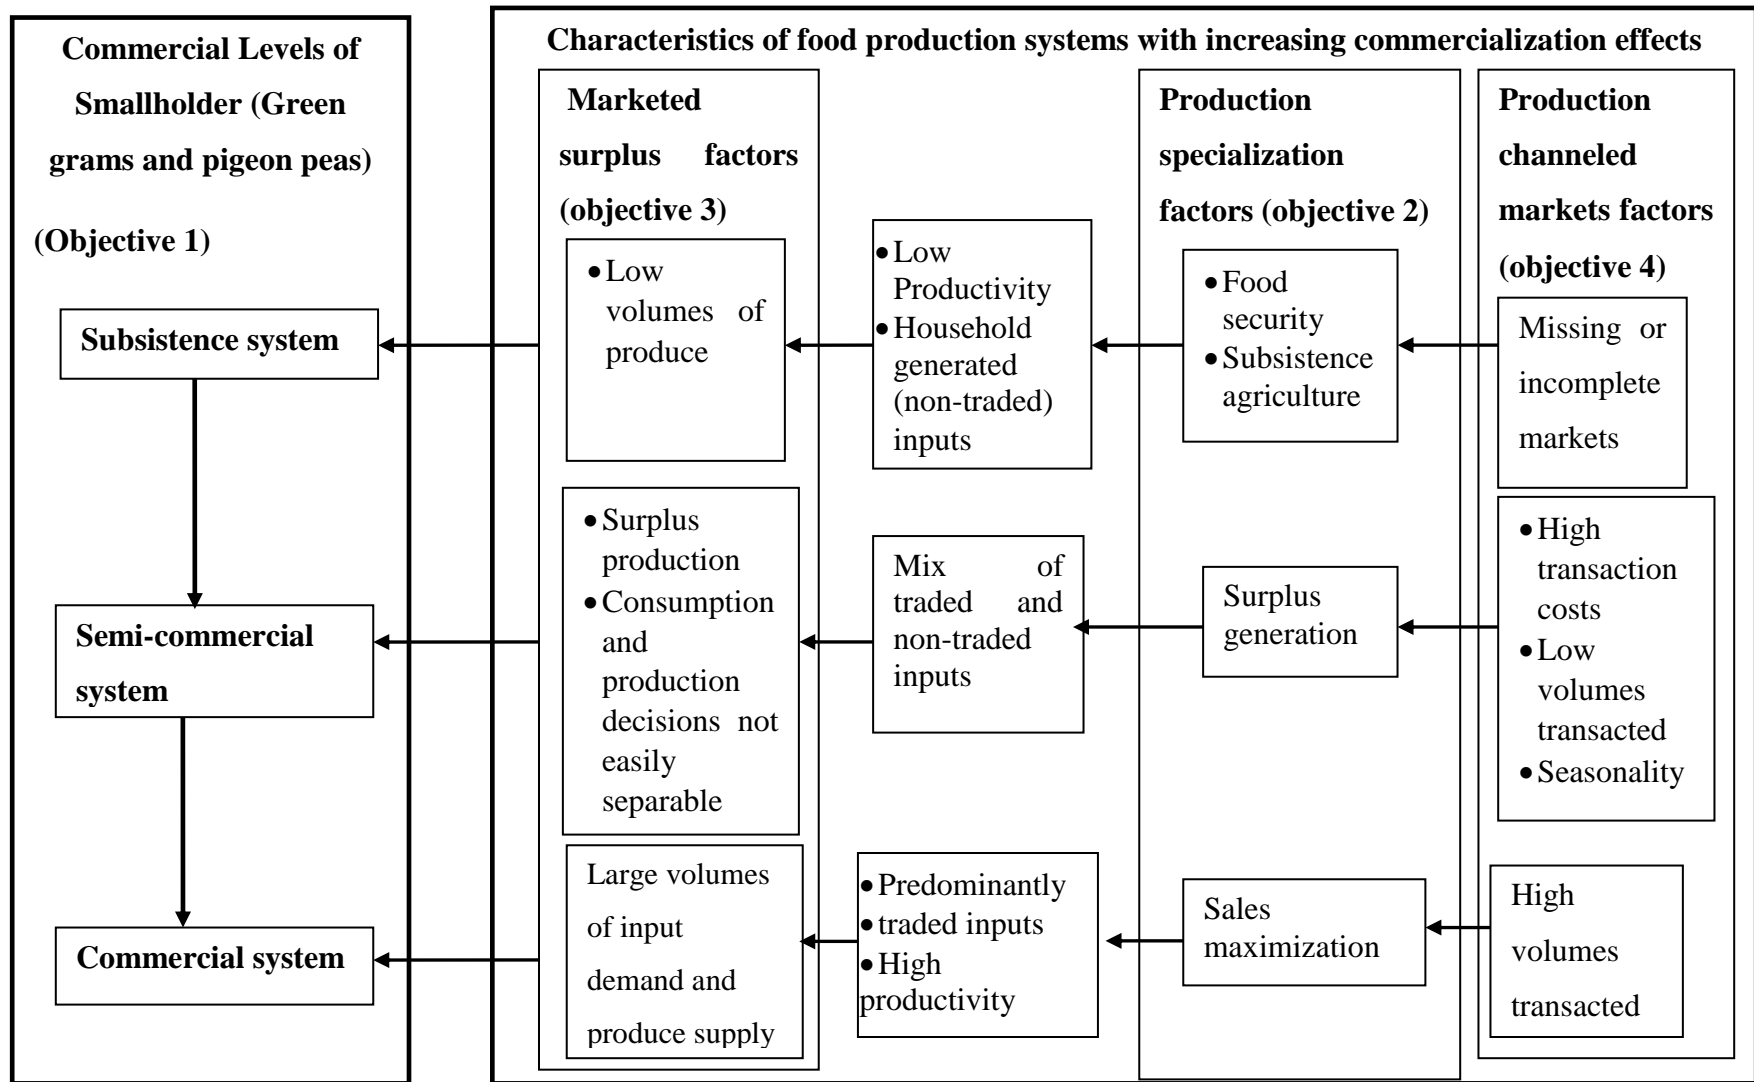 Commercial Levels of
Smallholder (Green
grams and pigeon peas)
(Objective 1)
Subsistence system
Semi-commercial
system
Commercial system
Characteristics of food production systems with increasing commercialization effects
Marketed
surplus factors
(objective 3)
• Low
volumes of
produce
• Surplus
production
• Consumption
and
production
decisions not
easily
separable
Large volumes
of input
demand and
produce supply
• Low
Productivity
• Household
generated
(non-traded)
inputs
Mix of
traded and
non-traded
inputs
• Predominantly
• traded inputs
• High
productivity
Production
specialization
factors (objective 2)
• Food
security
• Subsistence
agriculture
Surplus
generation
Sales
maximization
Production
channeled
markets factors
(objective 4)
Missing or
incomplete
markets
• High
transaction
costs
• Low
volumes
transacted
• Seasonality
High
volumes
transacted